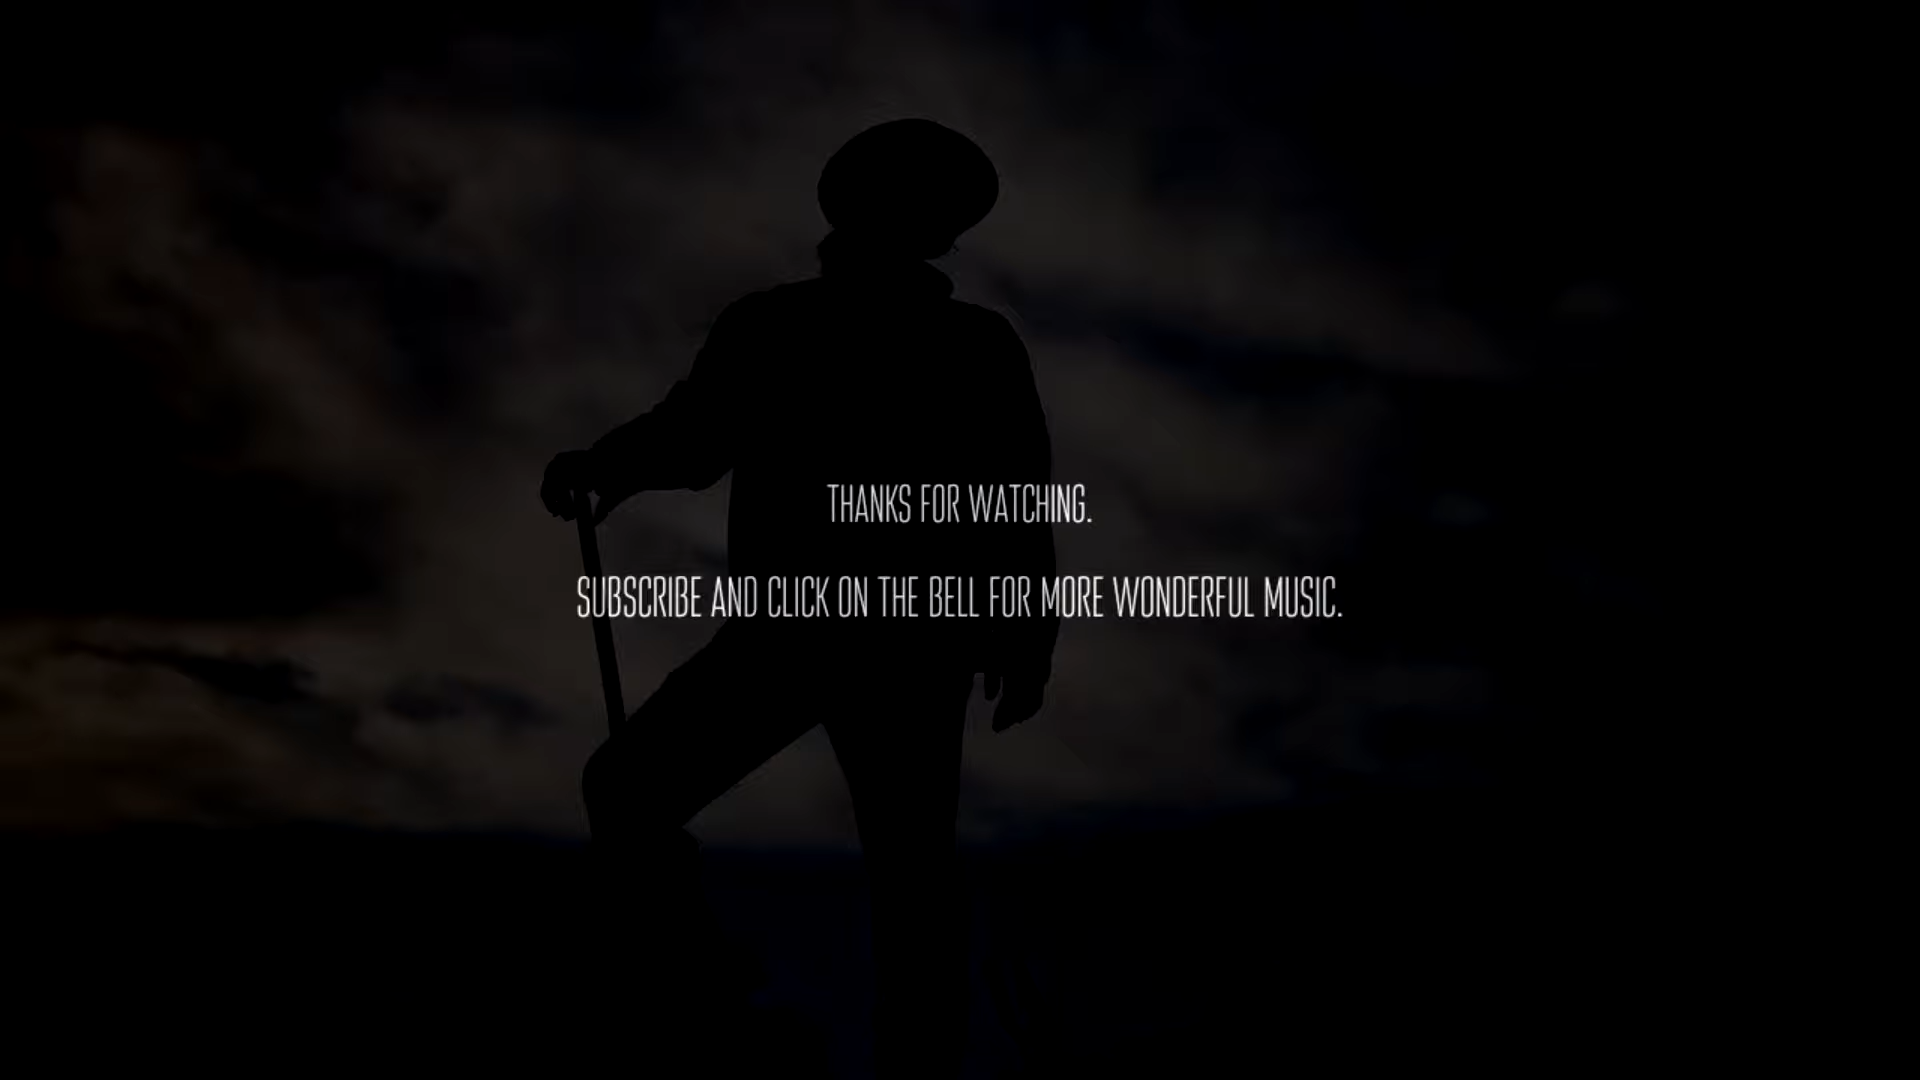 THANKS FOR WATCHING.
SUBSCRIBE AND CLICK ON THE BELL FOR MORE WONDERFUL MUSIC.